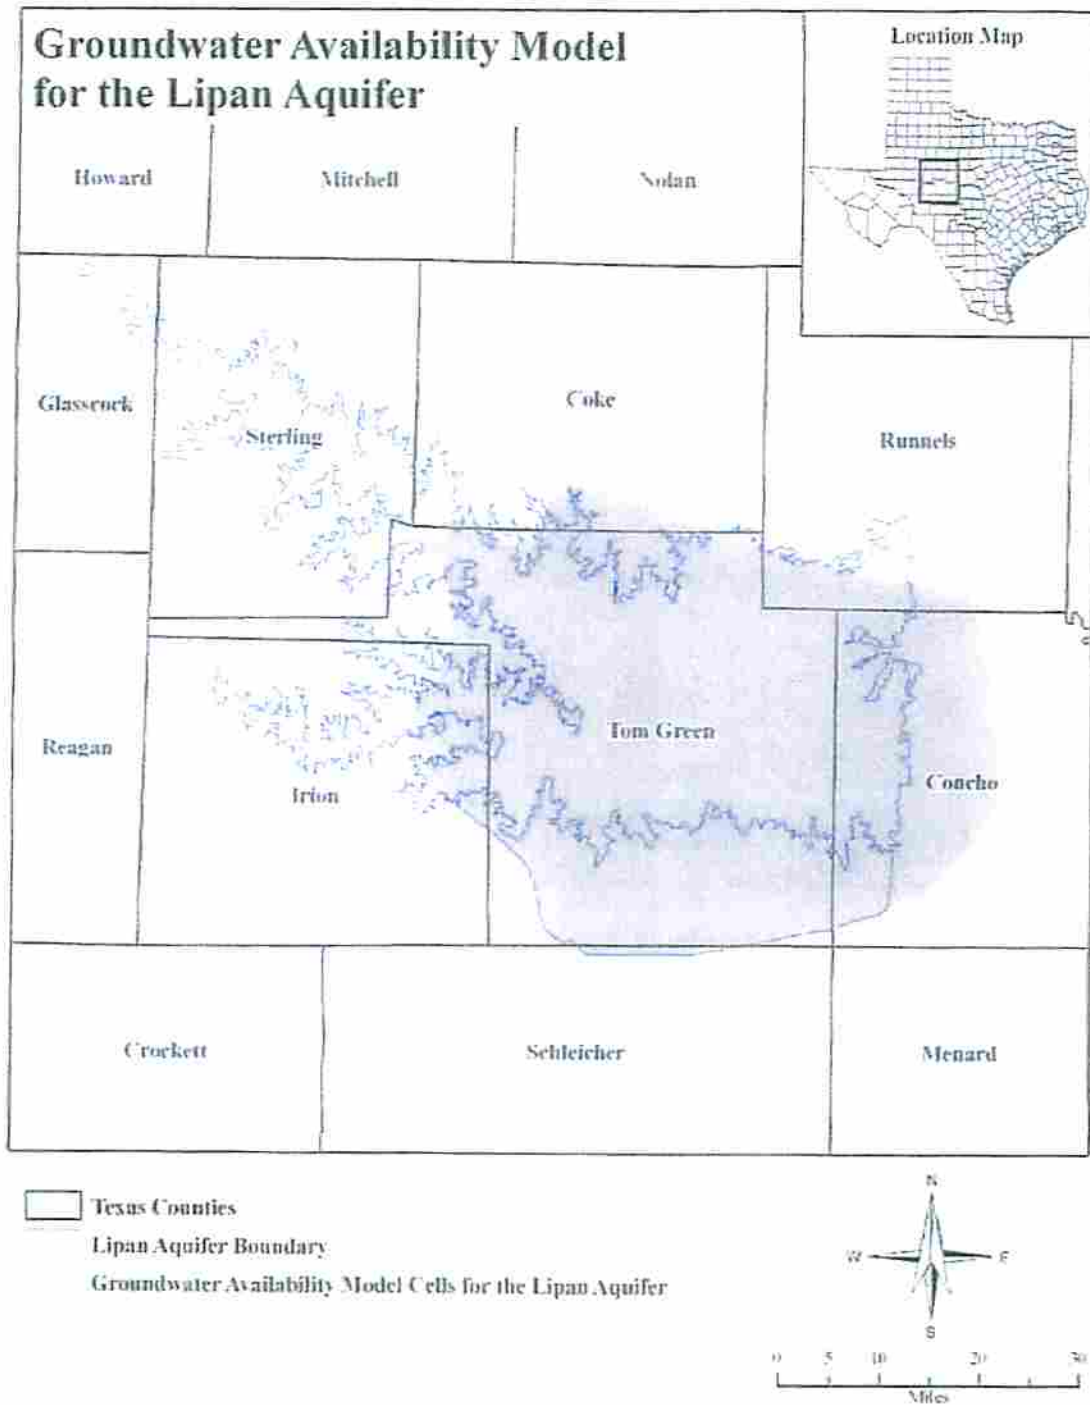 Groundwater Availability Model
for the Lipan Aquifer
Location Map
Howard
Mitchell
Nolan
Glasscock
Sterling
Coke
Runnels
Reagan
Irion
Tom Green
Concho
Crockett
Schleicher
Menard
Texas Counties
Lipan Aquifer Boundary
Groundwater Availability Model Cells for the Lipan Aquifer
N
W
E
S
0 5 10 20 30
Miles